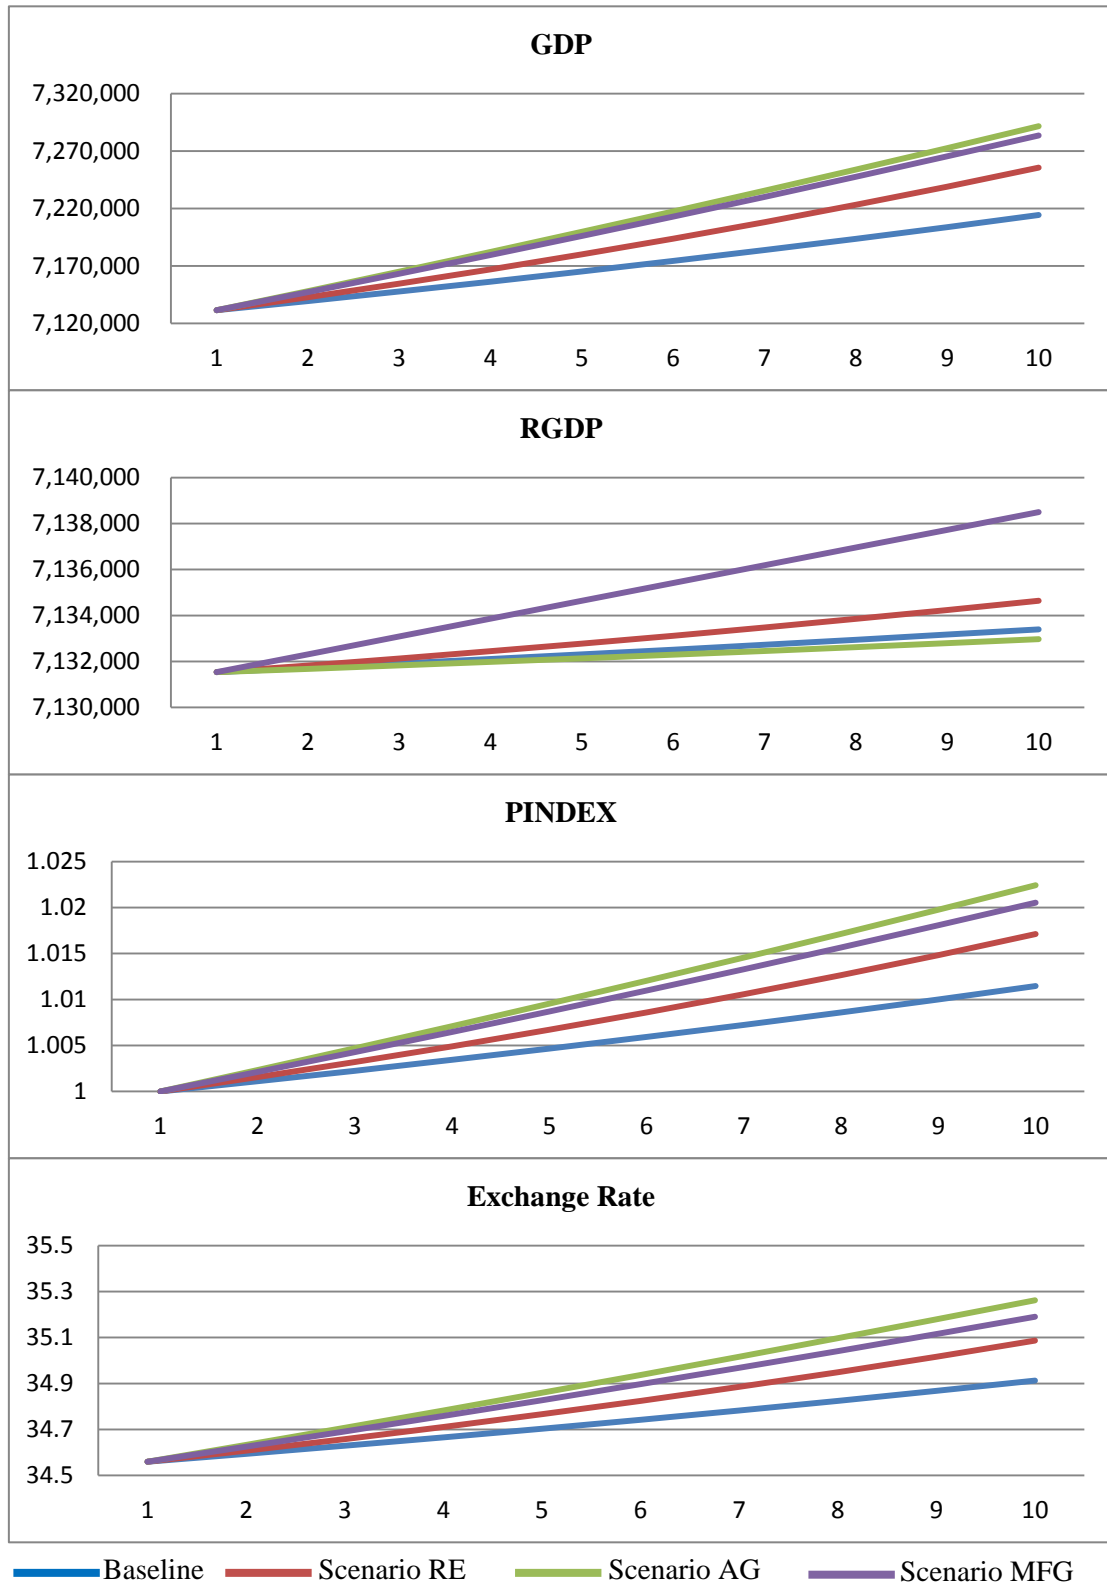 GDP
7,320,000
7,270,000
7,220,000
7,170,000
7,120,000
1 2 3 4 5 6 7 8 9 10
RGDP
7,140,000
7,138,000
7,136,000
7,134,000
7,132,000
7,130,000
1 2 3 4 5 6 7 8 9 10
PINDEX
1.025
1.02
1.015
1.01
1.005
1
1 2 3 4 5 6 7 8 9 10
Exchange Rate
35.5
35.3
35.1
34.9
34.7
34.5
1 2 3 4 5 6 7 8 9 10
Baseline Scenario RE Scenario AG Scenario MFG